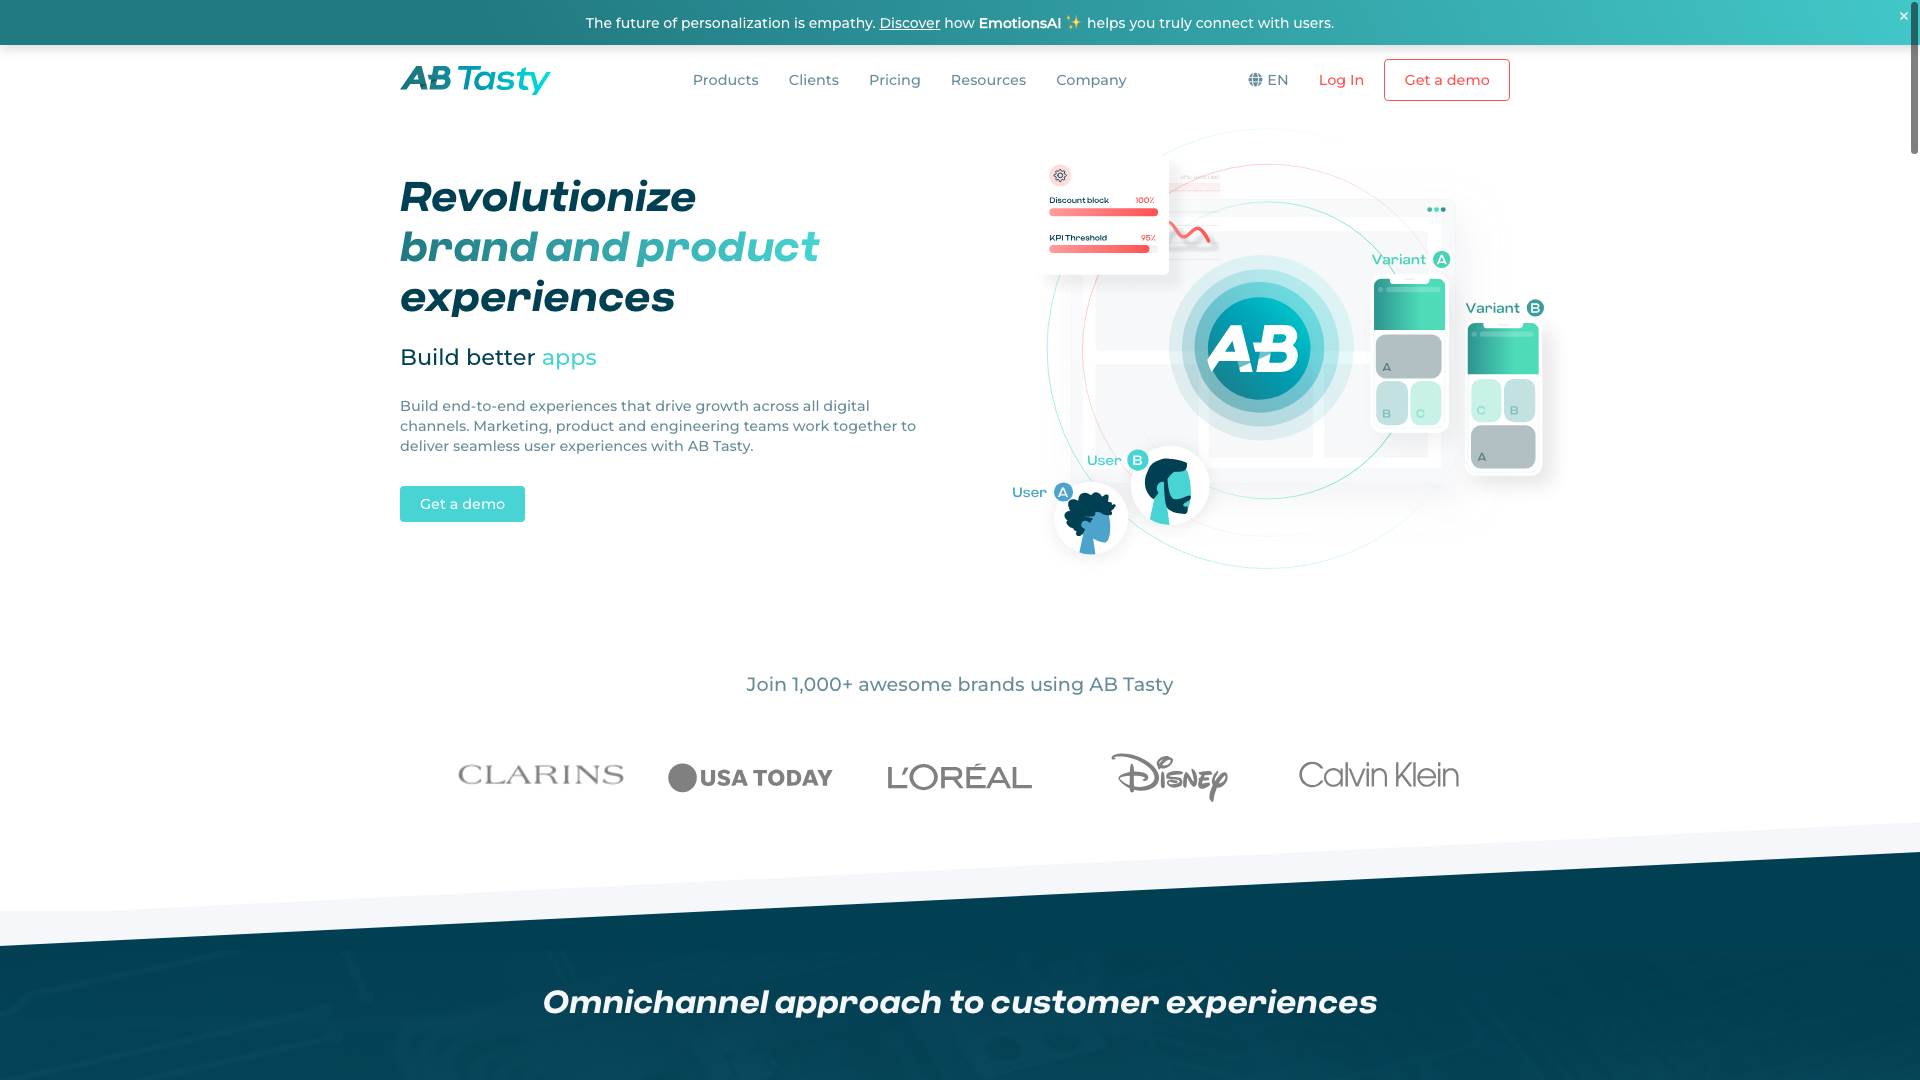 The future of personalization is empathy. Discover how EmotionsAI ✨ helps you truly connect with users.
×
AB Tasty
Products
Clients
Pricing
Resources
Company
EN
Log In
Get a demo
Revolutionize
brand and product
experiences
Build better apps
Build end-to-end experiences that drive growth across all digital
channels. Marketing, product and engineering teams work together to
deliver seamless user experiences with AB Tasty.
Get a demo
Discount block 100%
KPI Threshold 95%
AB
Variant A
A
B C
Variant B
C B
A
User B
User A
Join 1,000+ awesome brands using AB Tasty
CLARINS
USA TODAY
L'ORÉAL
Disney
Calvin Klein
Omnichannel approach to customer experiences